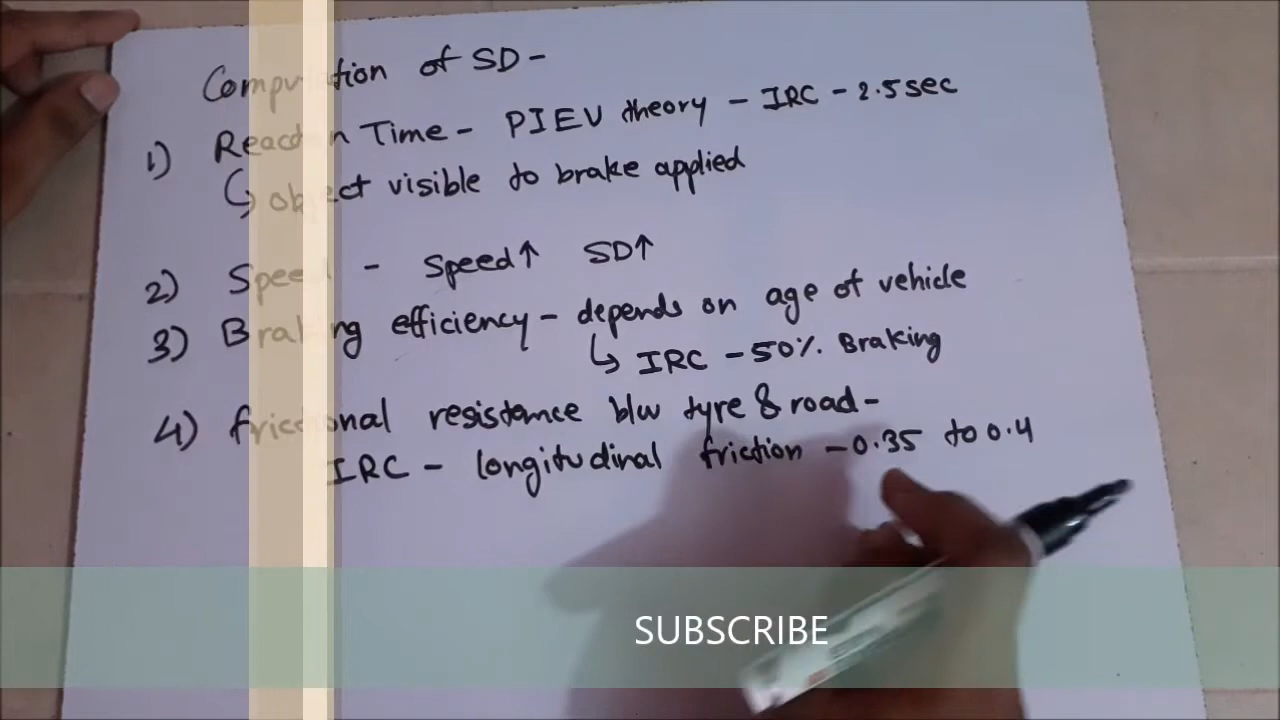 Computation of SD -
1) Reaction Time - PIEV theory - IRC - 2.5 sec
↳ object visible to brake applied
2) Speed - Speed↑ SD↑
3) Braking efficiency - depends on age of vehicle
↳ IRC - 50% Braking
4) frictional resistance b/w tyre & road -
IRC - longitudinal friction - 0.35 to 0.4
SUBSCRIBE